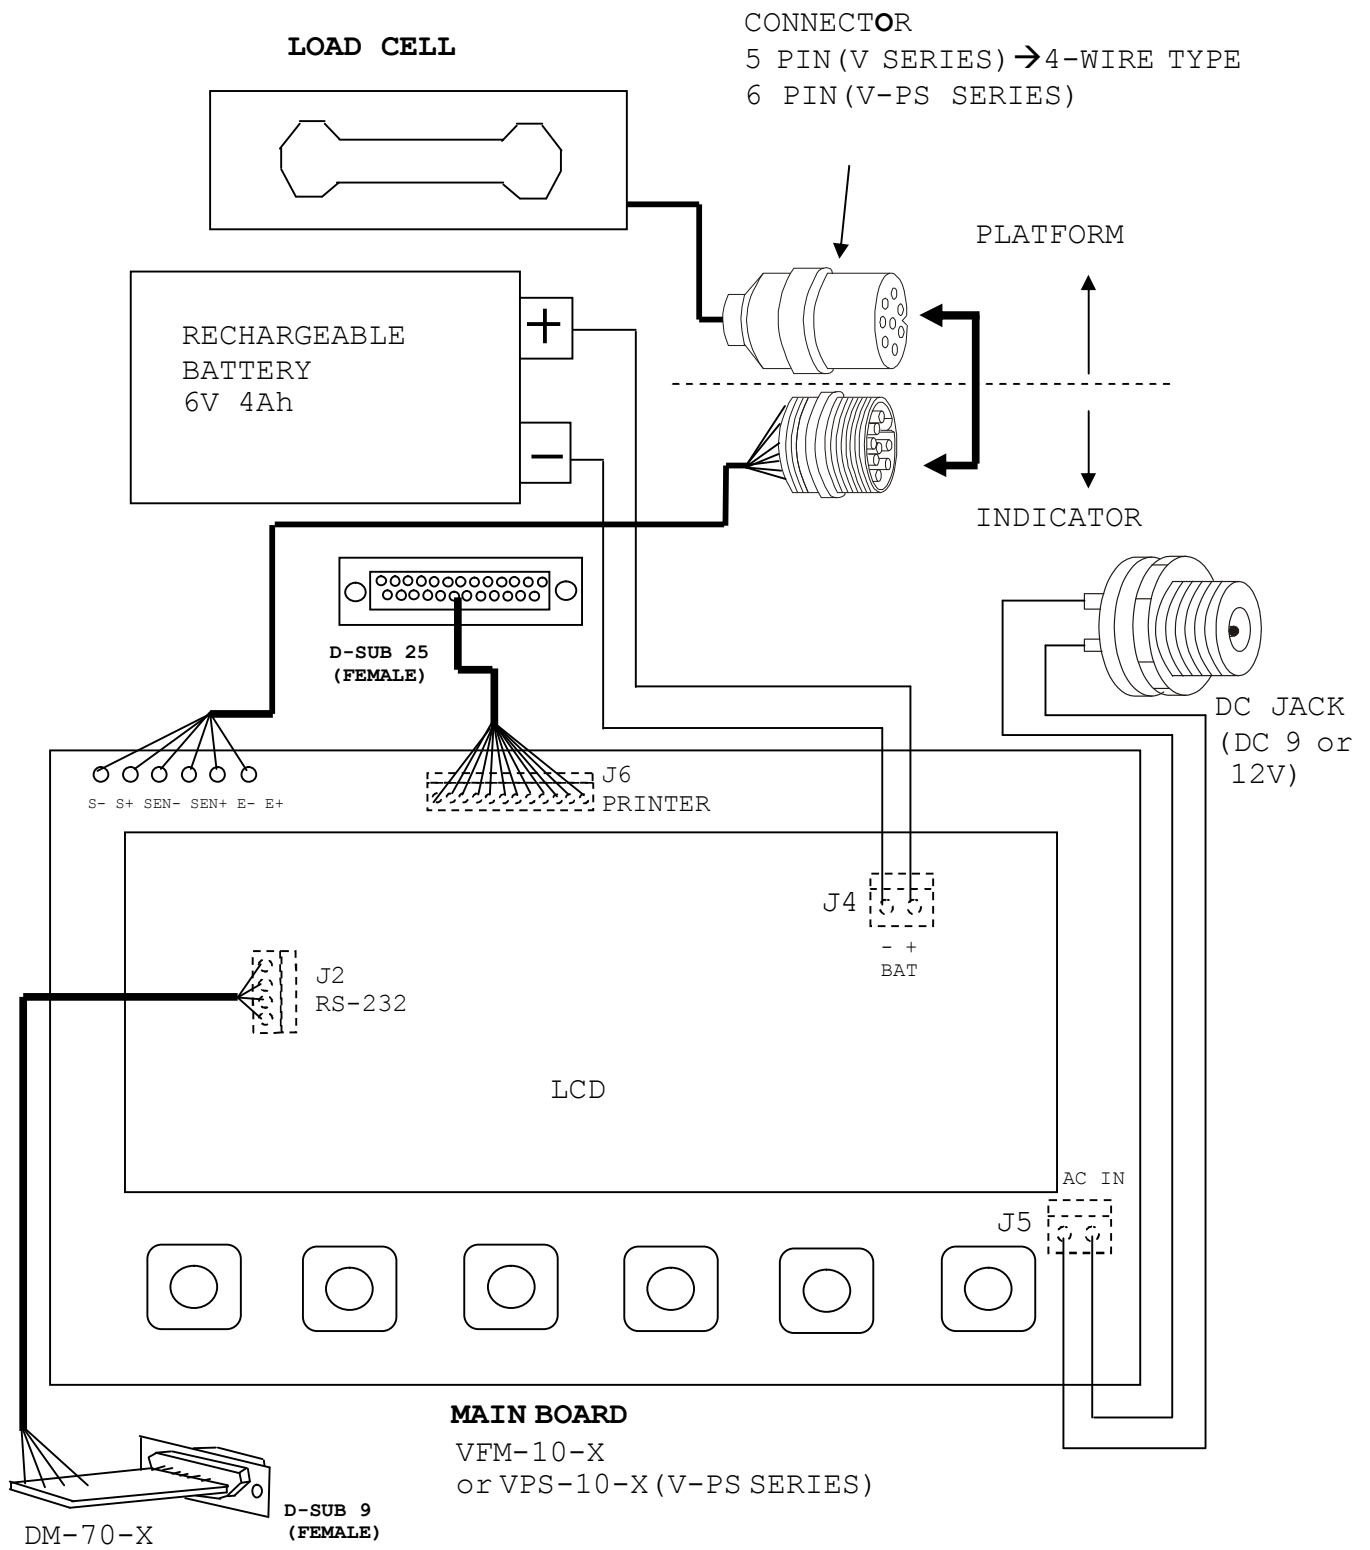 LOAD CELL
CONNECTOR
5 PIN(V SERIES)→4-WIRE TYPE
6 PIN(V-PS SERIES)
PLATFORM
+
RECHARGEABLE
BATTERY
6V 4Ah
−
INDICATOR
D-SUB 25
(FEMALE)
DC JACK
(DC 9 or
12V)
J6
PRINTER
S- S+ SEN- SEN+ E- E+
J4
- +
BAT
J2
RS-232
LCD
AC IN
J5
MAIN BOARD
VFM-10-X
or VPS-10-X(V-PS SERIES)
D-SUB 9
(FEMALE)
DM-70-X